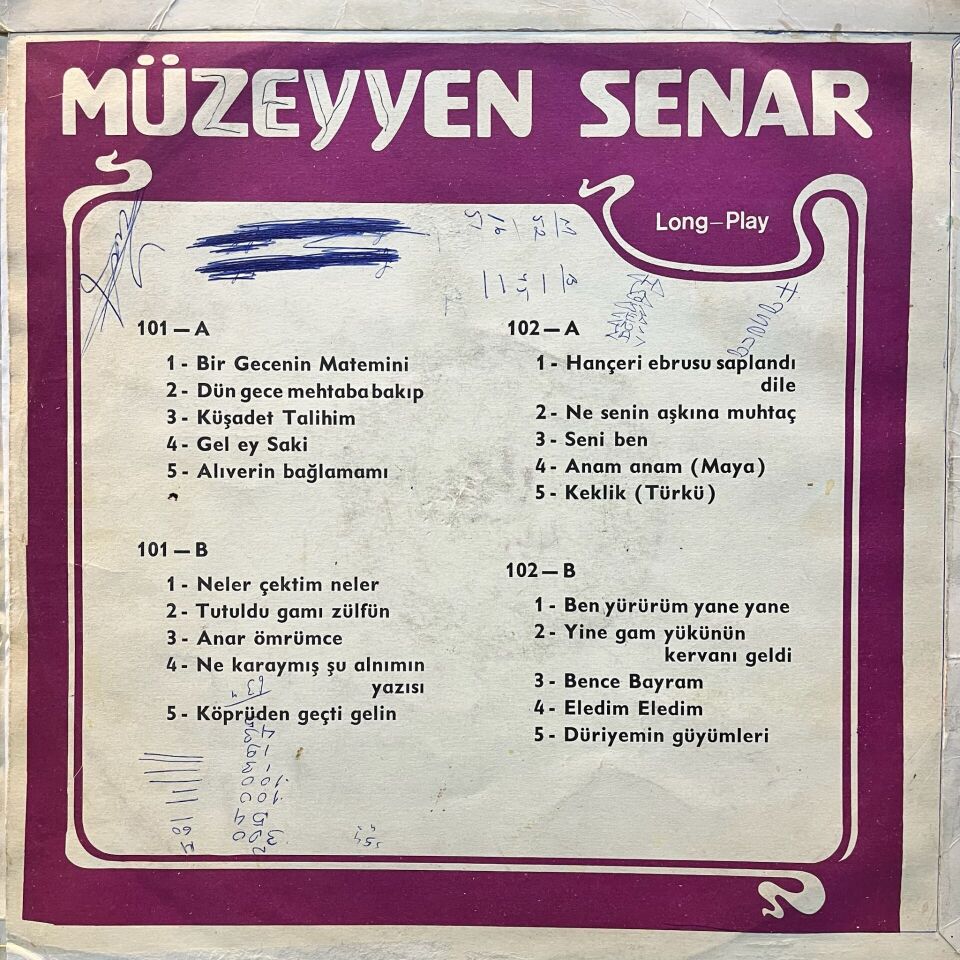 MÜZEYYEN SENAR
Long-Play
101-A
1- Bir Gecenin Matemini
2- Dün gece mehtaba bakıp
3- Küşadet Talihim
4- Gel ey Saki
5- Alıverin bağlamamı
101-B
1- Neler çektim neler
2- Tutuldu gamı zülfün
3- Anar ömrümce
4- Ne karaymış şu alnımın
yazısı
5- Köprüden geçti gelin
102-A
1- Hançeri ebrusu saplandı
dile
2- Ne senin aşkına muhtaç
3- Seni ben
4- Anam anam (Maya)
5- Keklik (Türkü)
102-B
1- Ben yürürüm yane yane
2- Yine gam yükünün
kervanı geldi
3- Bence Bayram
4- Eledim Eledim
5- Düriyemin güyümleri